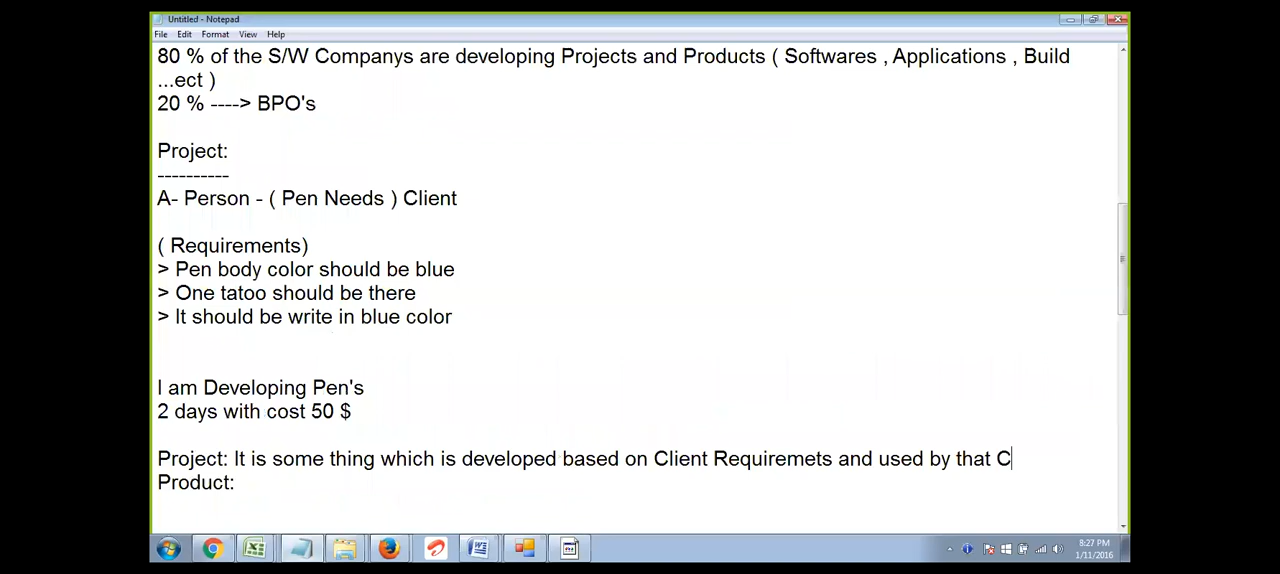 Untitled - Notepad
File Edit Format View Help
80 % of the S/W Companys are developing Projects and Products ( Softwares , Applications , Build
...ect )
20 % ----> BPO's
Project:
----------
A- Person - ( Pen Needs ) Client
( Requirements)
> Pen body color should be blue
> One tatoo should be there
> It should be write in blue color
I am Developing Pen's
2 days with cost 50 $
Project: It is some thing which is developed based on Client Requiremets and used by that C
Product:
8:27 PM
1/11/2016